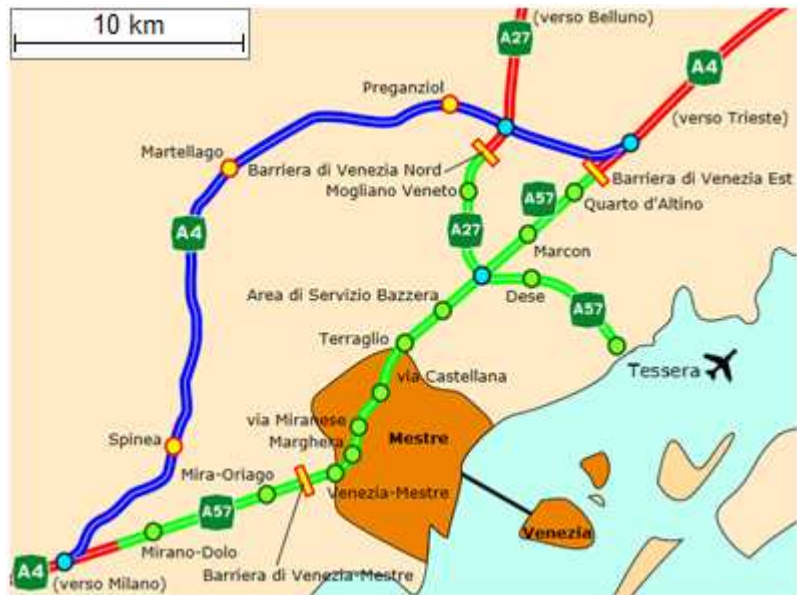 10 km
(verso Belluno)
A27
A4
Preganziol
(verso Trieste)
Martellago
Barriera di Venezia Nord
Barriera di Venezia Est
Mogliano Veneto
A57
Quarto d'Altino
A4
A27
Marcon
Area di Servizio Bazzera
Dese
A57
Terraglio
Tessera
via Castellana
via Miranese
Spinea
Marghera
Mestre
Mira-Oriago
Venezia-Mestre
A57
Venezia
Mirano-Dolo
A4
(verso Milano)
Barriera di Venezia-Mestre